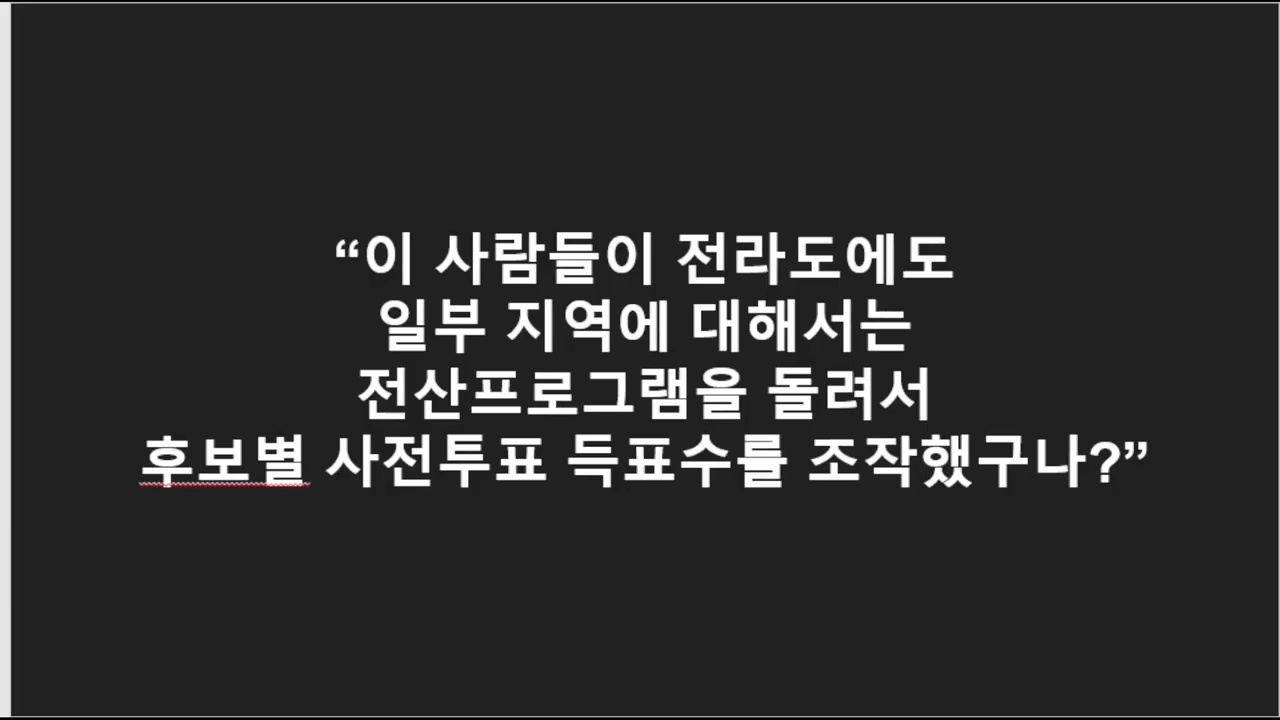 “이 사람들이 전라도에도
일부 지역에 대해서는
전산프로그램을 돌려서
후보별 사전투표 득표수를 조작했구나?”